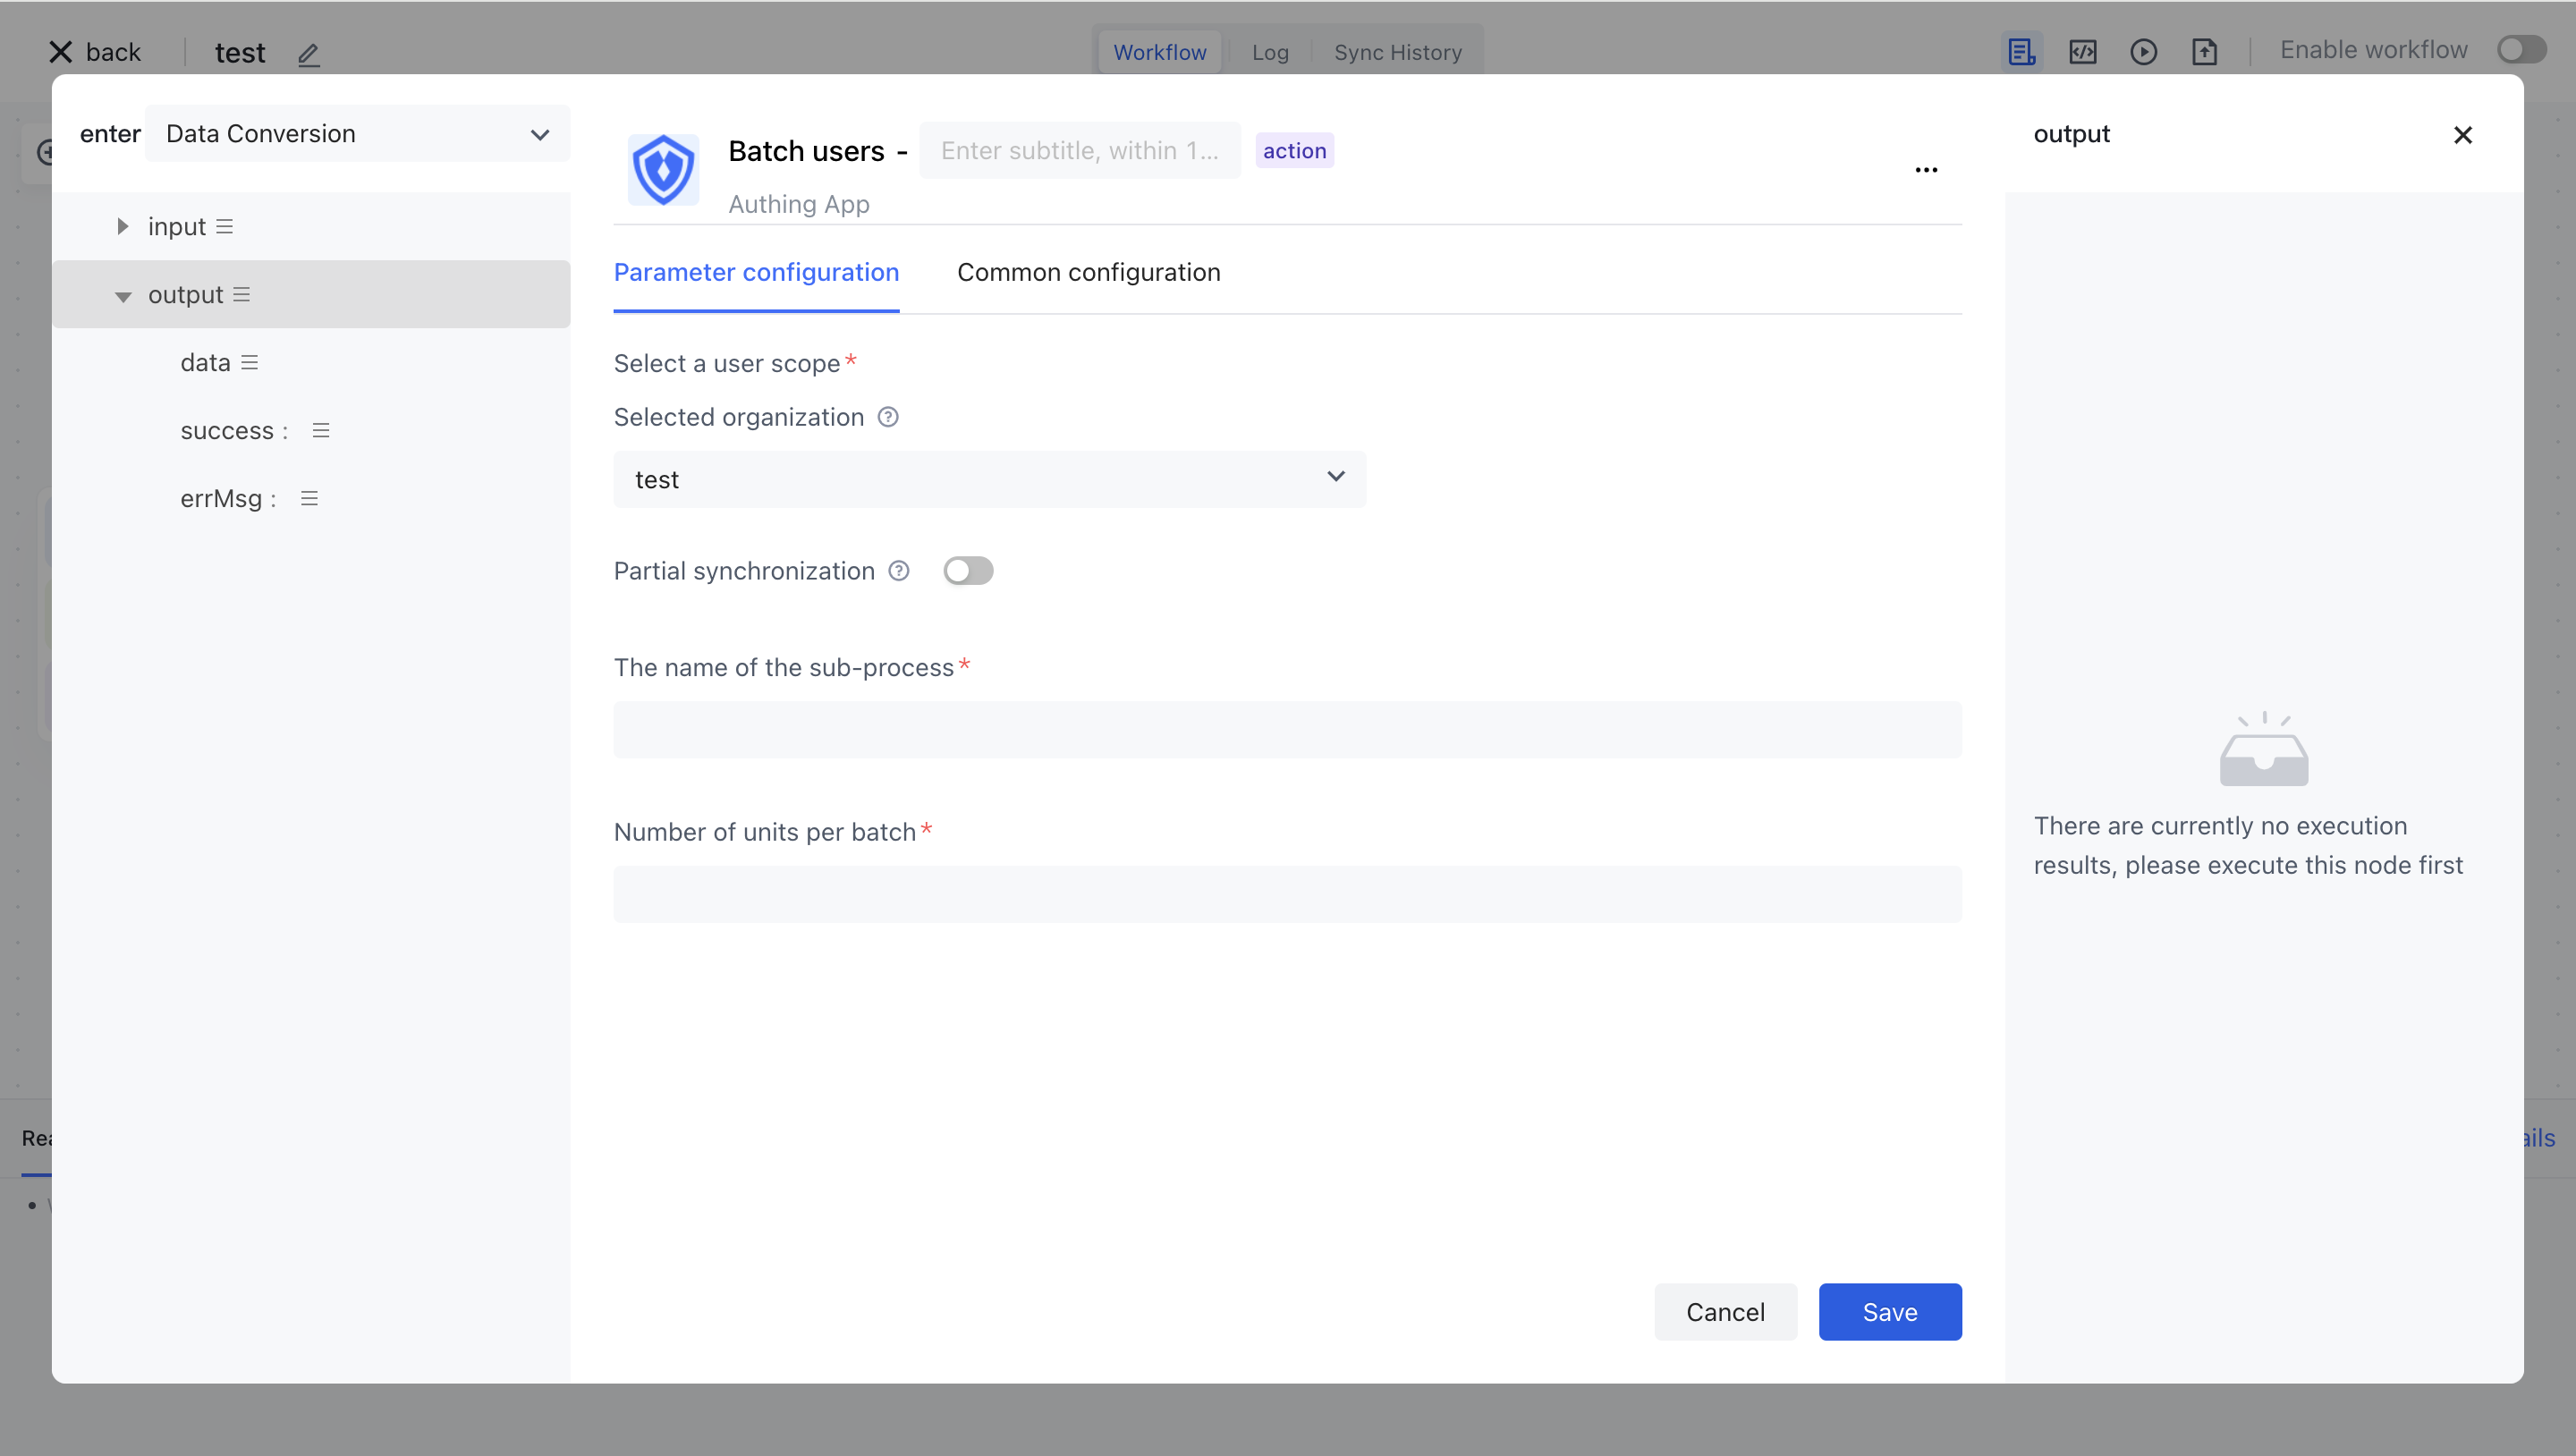 back
test
Workflow
Log
Sync History
Enable workflow
enter
Data Conversion
input
output
data
success :
errMsg :
Batch users -
Enter subtitle, within 1...
action
Authing App
Parameter configuration
Common configuration
Select a user scope*
Selected organization
test
Partial synchronization
The name of the sub-process*
Number of units per batch*
Cancel
Save
output
There are currently no execution
results, please execute this node first